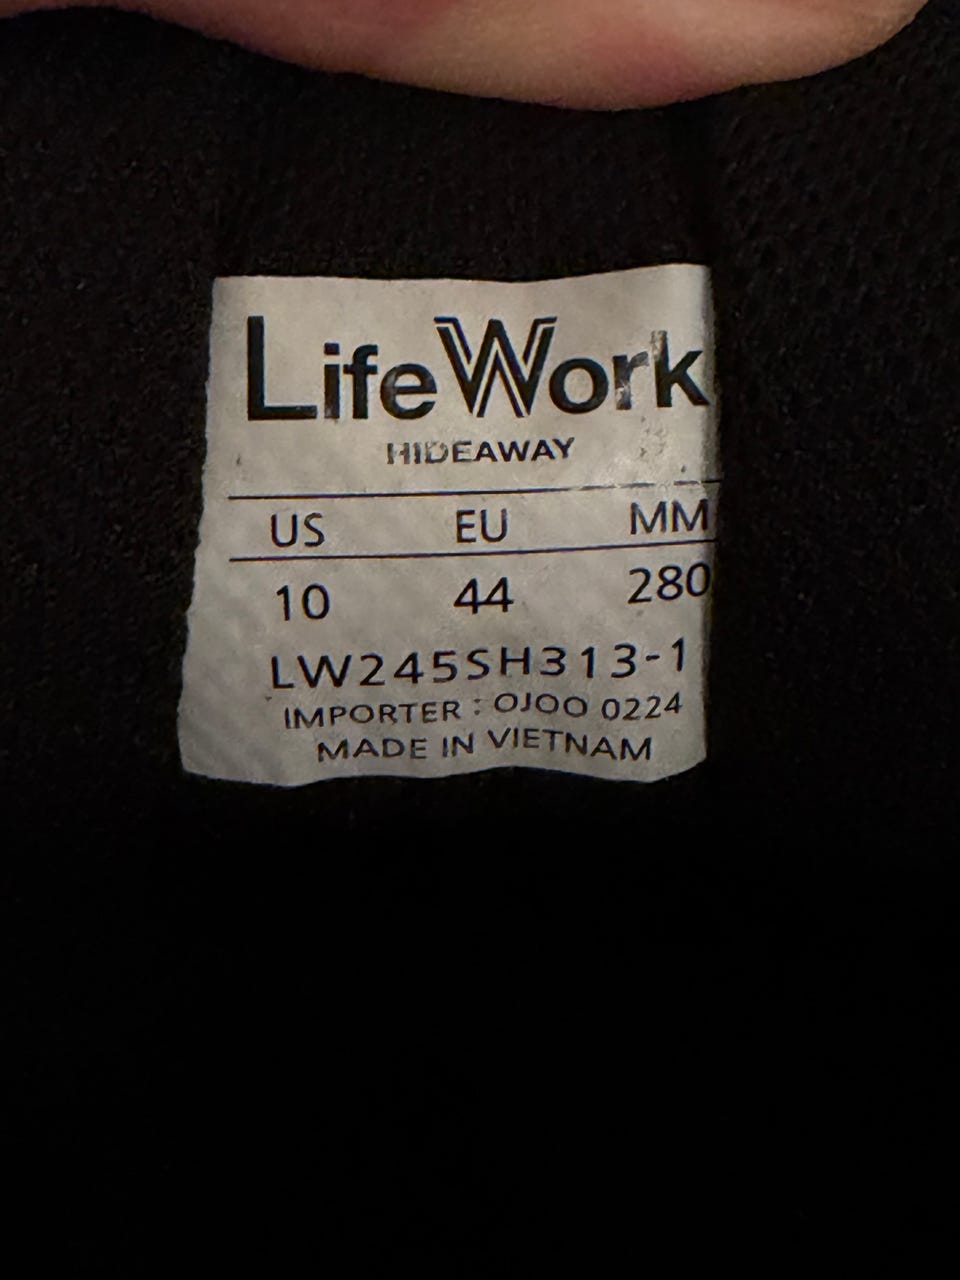 LifeWork
HIDEAWAY
US EU MM
10 44 280
LW245SH313-1
IMPORTER : OJOO 0224
MADE IN VIETNAM